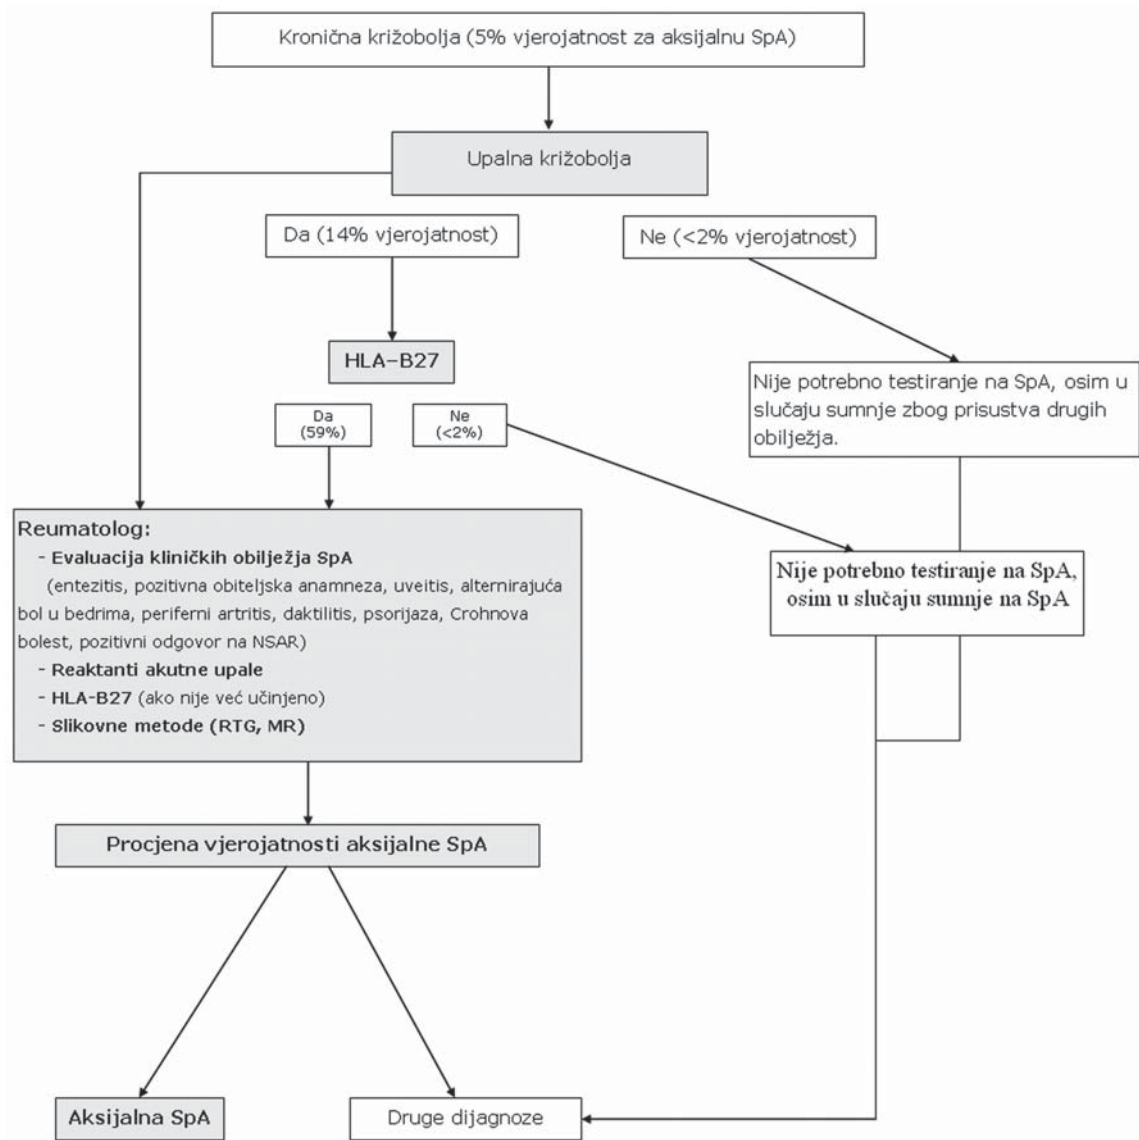 Kronična križobolja (5% vjerojatnost za aksijalnu SpA)
Upalna križobolja
Da (14% vjerojatnost)
Ne (<2% vjerojatnost)
HLA-B27
Nije potrebno testiranje na SpA, osim u
slučaju sumnje zbog prisustva drugih
obilježja.
Da
(59%)
Ne
(<2%)
Reumatolog:
- Evaluacija kliničkih obilježja SpA
(entezitis, pozitivna obiteljska anamneza, uveitis, alternirajuća
bol u bedrima, periferni artritis, daktilitis, psorijaza, Crohnova
bolest, pozitivni odgovor na NSAR)
- Reaktanti akutne upale
- HLA-B27 (ako nije već učinjeno)
- Slikovne metode (RTG, MR)
Nije potrebno testiranje na SpA,
osim u slučaju sumnje na SpA
Procjena vjerojatnosti aksijalne SpA
Aksijalna SpA
Druge dijagnoze